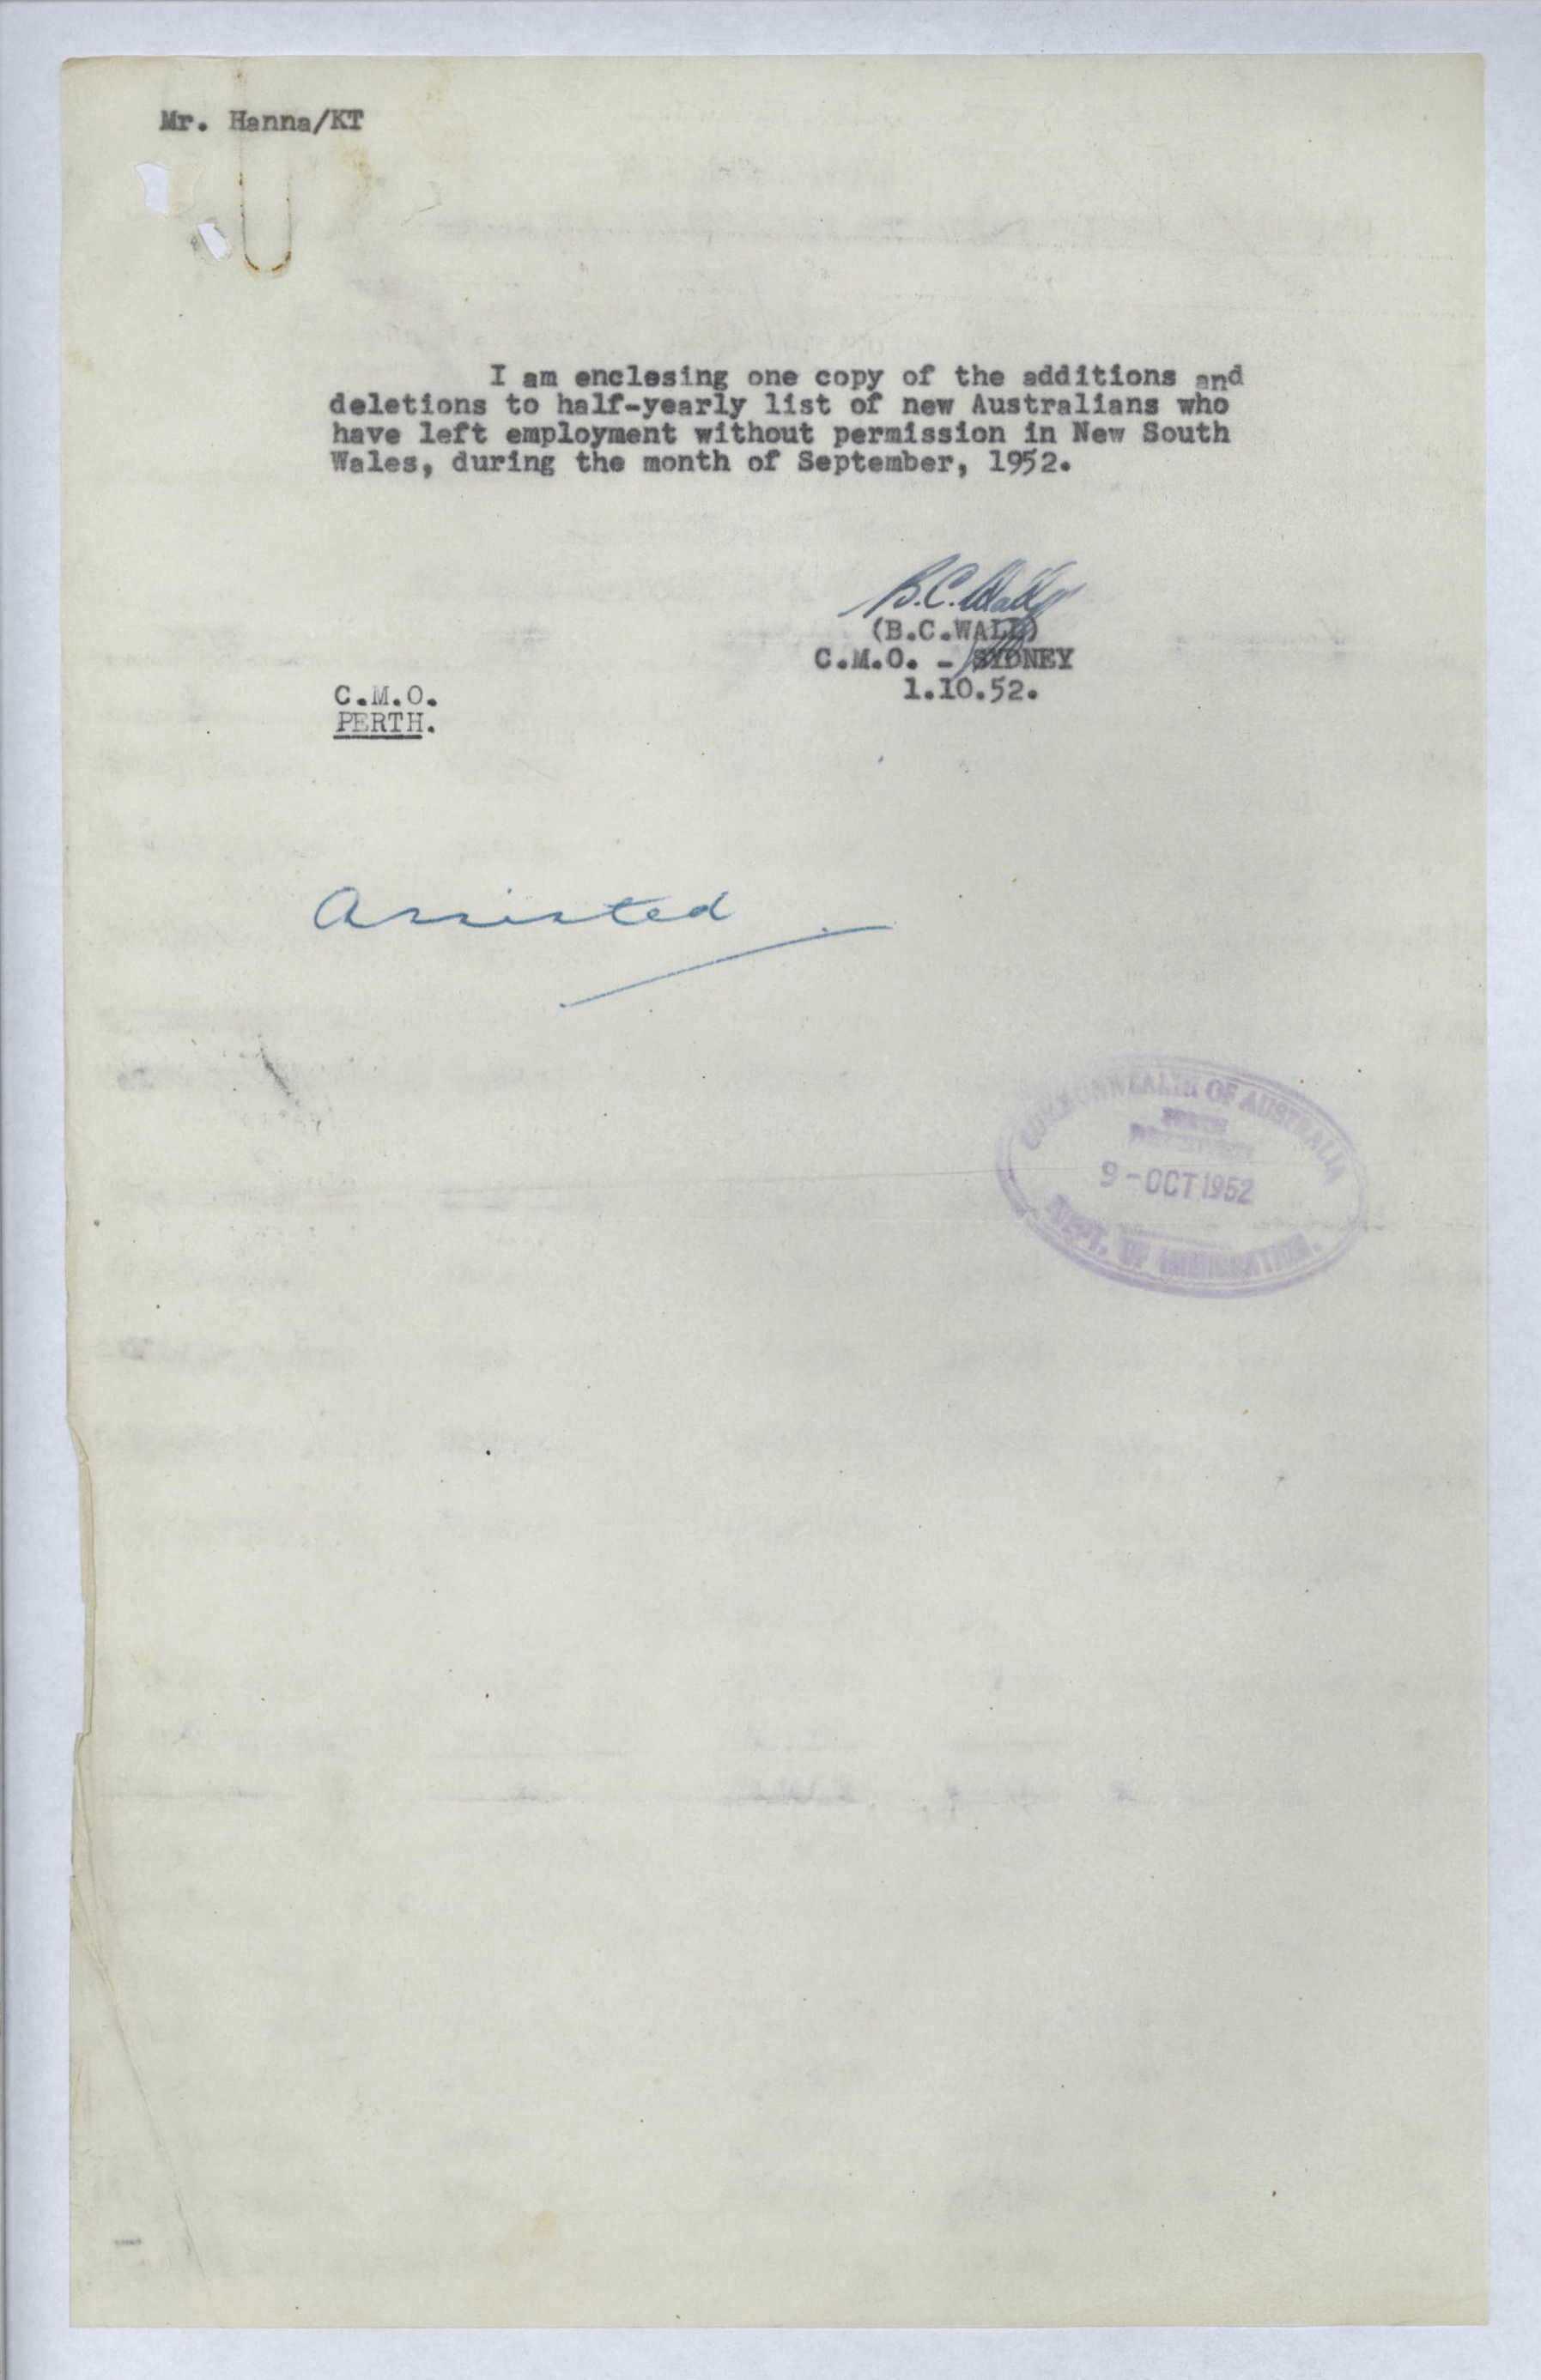 Mr. Hanna/KT
I am enclosing one copy of the additions and
deletions to half-yearly list of new Australians who
have left employment without permission in New South
Wales, during the month of September, 1952.
B.C. Wall
(B.C.WALL)
C.M.O. - SYDNEY
1.10.52.
C.M.O.
PERTH.
Assisted
COMMONWEALTH OF AUSTRALIA
9-OCT 1952
DEPT. OF IMMIGRATION.